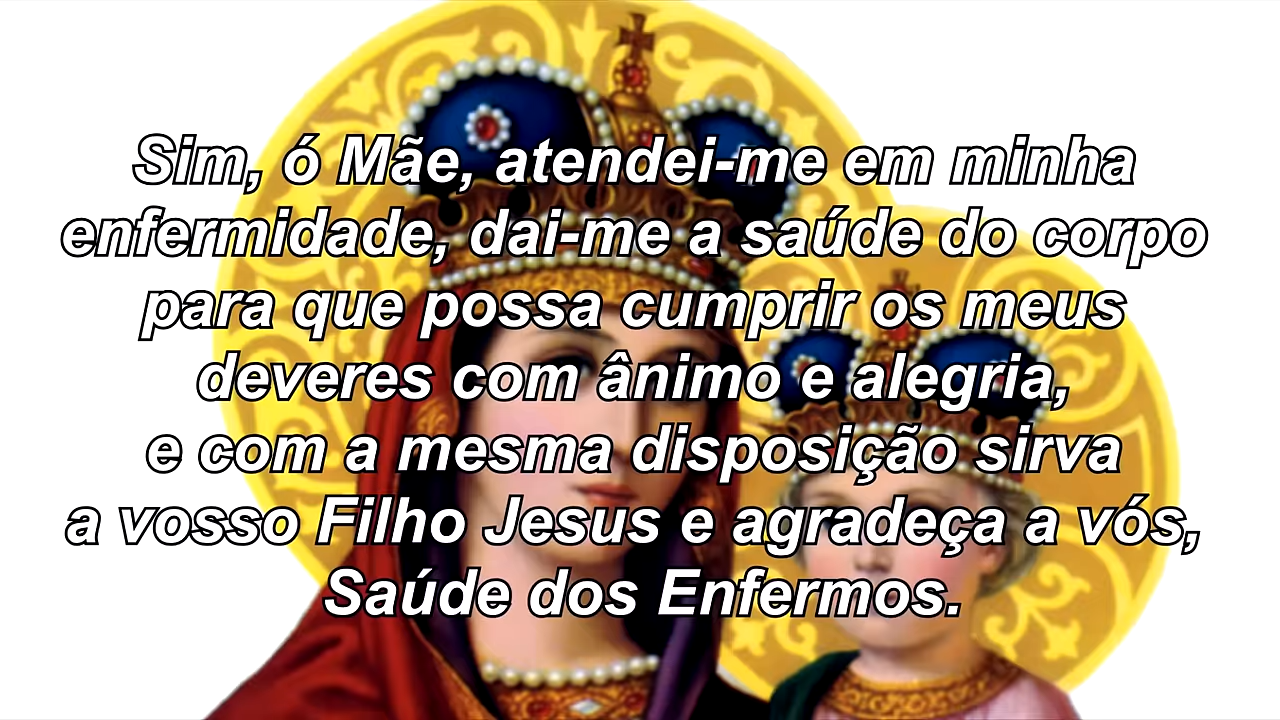 Sim, ó Mãe, atendei-me em minha
enfermidade, dai-me a saúde do corpo
para que possa cumprir os meus
deveres com ânimo e alegria,
e com a mesma disposição sirva
a vosso Filho Jesus e agradeça a vós,
Saúde dos Enfermos.